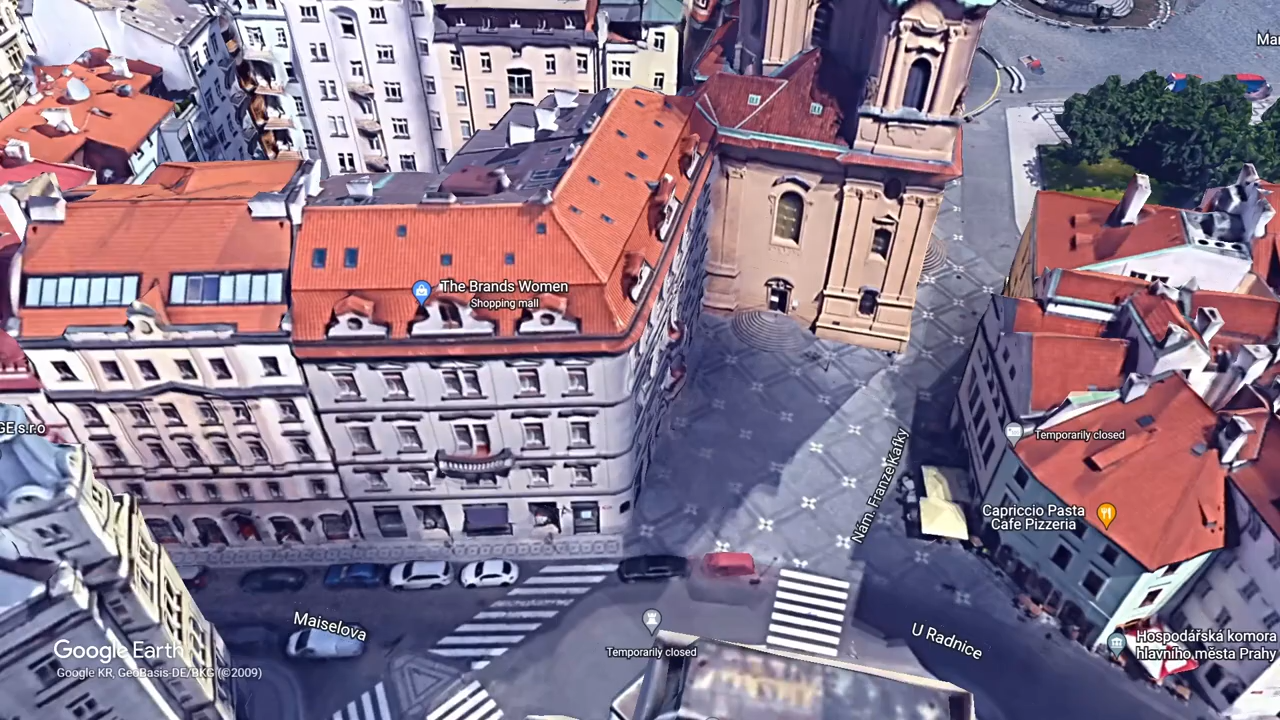 Mar
The Brands Women
Shopping mall
GE s.r.o
Temporarily closed
Nám. Franze Kafky
Capriccio Pasta
Cafe Pizzeria
Maiselova
Temporarily closed
U Radnice
Hospodářská komora
hlavního města Prahy
Google Earth
Google KR, GeoBasis-DE/BKG (©2009)